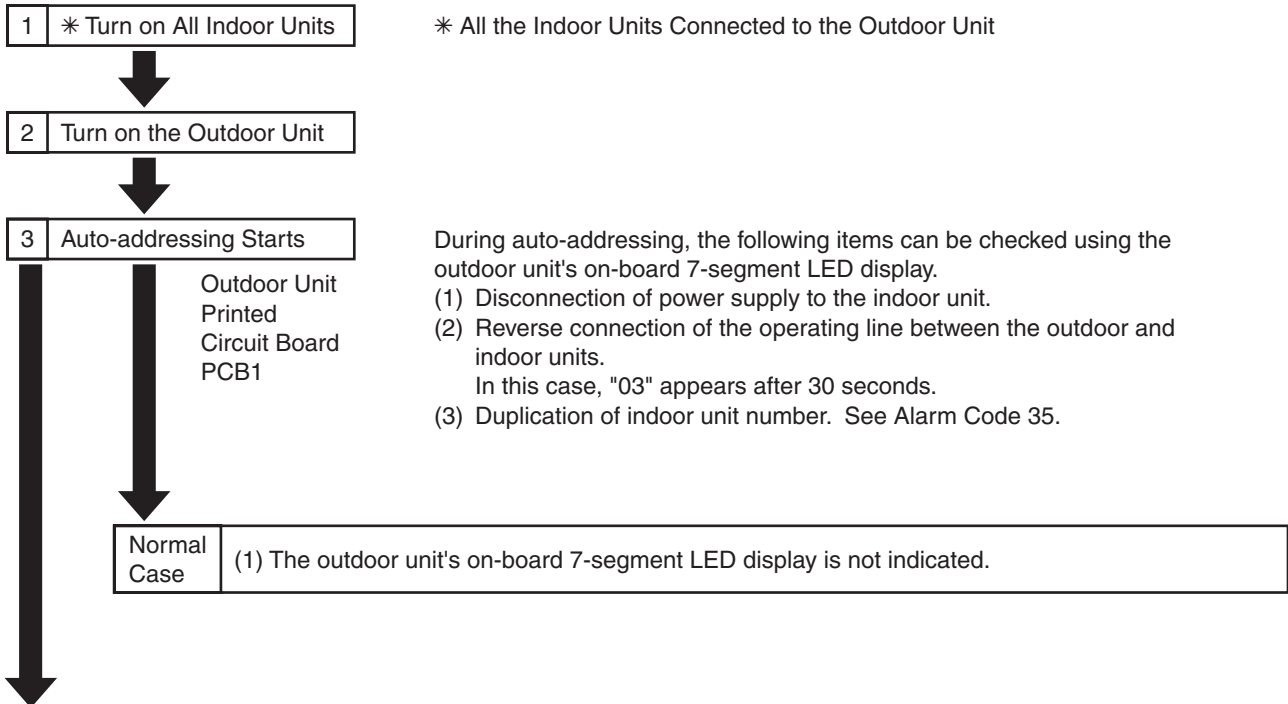 1 ✳ Turn on All Indoor Units
✳ All the Indoor Units Connected to the Outdoor Unit
2 Turn on the Outdoor Unit
3 Auto-addressing Starts
Outdoor Unit
Printed
Circuit Board
PCB1
During auto-addressing, the following items can be checked using the
outdoor unit's on-board 7-segment LED display.
(1) Disconnection of power supply to the indoor unit.
(2) Reverse connection of the operating line between the outdoor and
indoor units.
In this case, "03" appears after 30 seconds.
(3) Duplication of indoor unit number. See Alarm Code 35.
Normal
Case
(1) The outdoor unit's on-board 7-segment LED display is not indicated.